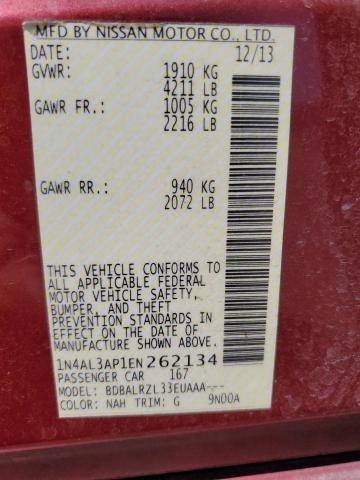 MFD BY NISSAN MOTOR CO., LTD.
DATE: 12/13
GVWR: 1910 KG
4211 LB
GAWR FR.: 1005 KG
2216 LB
GAWR RR.: 940 KG
2072 LB
THIS VEHICLE CONFORMS TO
ALL APPLICABLE FEDERAL
MOTOR VEHICLE SAFETY,
BUMPER, AND THEFT
PREVENTION STANDARDS IN
EFFECT ON THE DATE OF
MANUFACTURE SHOWN ABOVE.
1N4AL3AP1EN262134
PASSENGER CAR 167
MODEL: BDBALRZL33EUAAA---
COLOR: NAH TRIM: G 9N00A